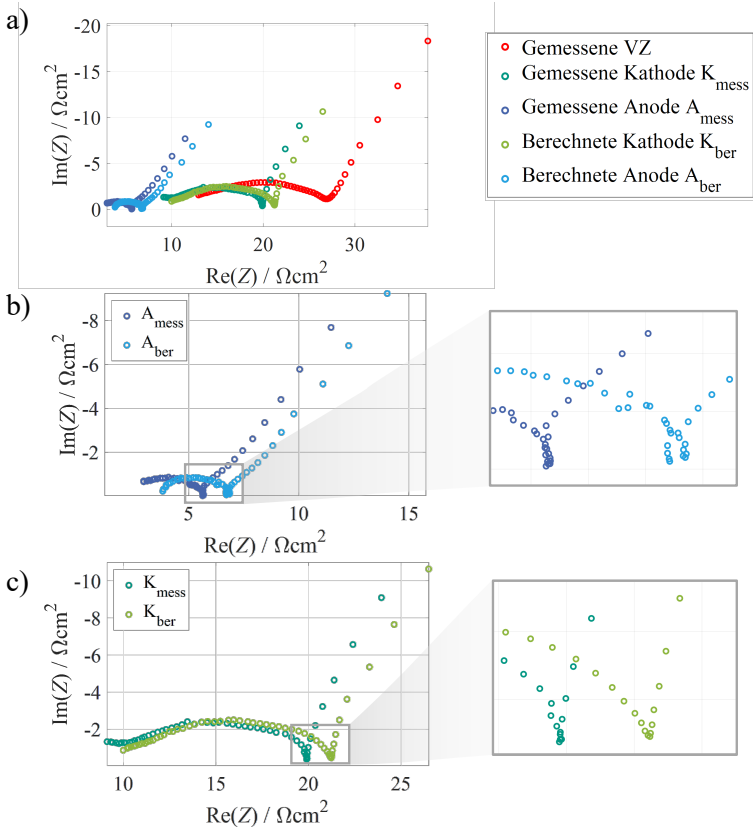 a)
-20
-15
-10
-5
0
10
20
30
Im(Z) / Ωcm²
Re(Z) / Ωcm²
Gemessene VZ
Gemessene Kathode K_mess
Gemessene Anode A_mess
Berechnete Kathode K_ber
Berechnete Anode A_ber
b)
-8
-6
-4
-2
5
10
15
Im(Z) / Ωcm²
Re(Z) / Ωcm²
A_mess
A_ber
c)
-10
-8
-6
-4
-2
10
15
20
25
Im(Z) / Ωcm²
Re(Z) / Ωcm²
K_mess
K_ber